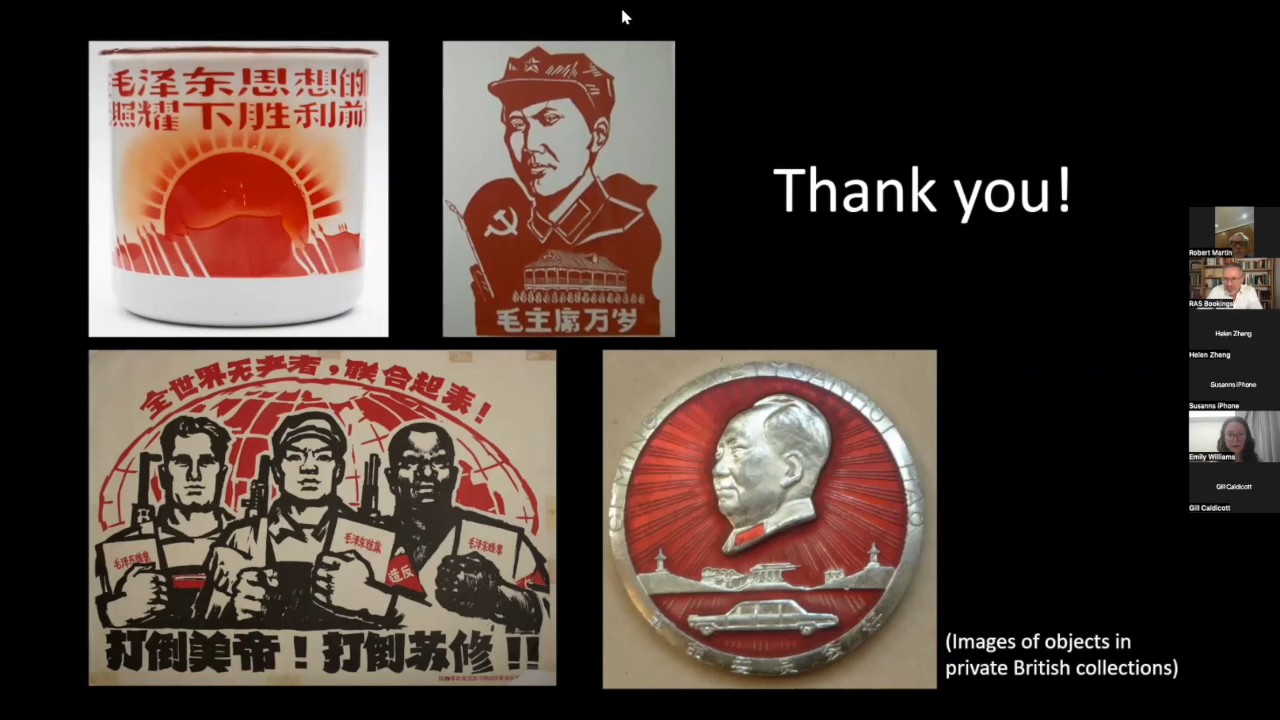 毛泽东思想的
照耀下胜利前
毛主席万岁
Thank you!
全世界无产者，联合起来！
毛泽东选集
毛泽东选集
毛泽东选集
造反
打倒美帝！打倒苏修！！
(Images of objects in
private British collections)
Robert Martin
RAS Bookings
Helen Zheng
Helen Zheng
Susanns iPhone
Susanns iPhone
Emily Williams
Gill Caldicott
Gill Caldicott